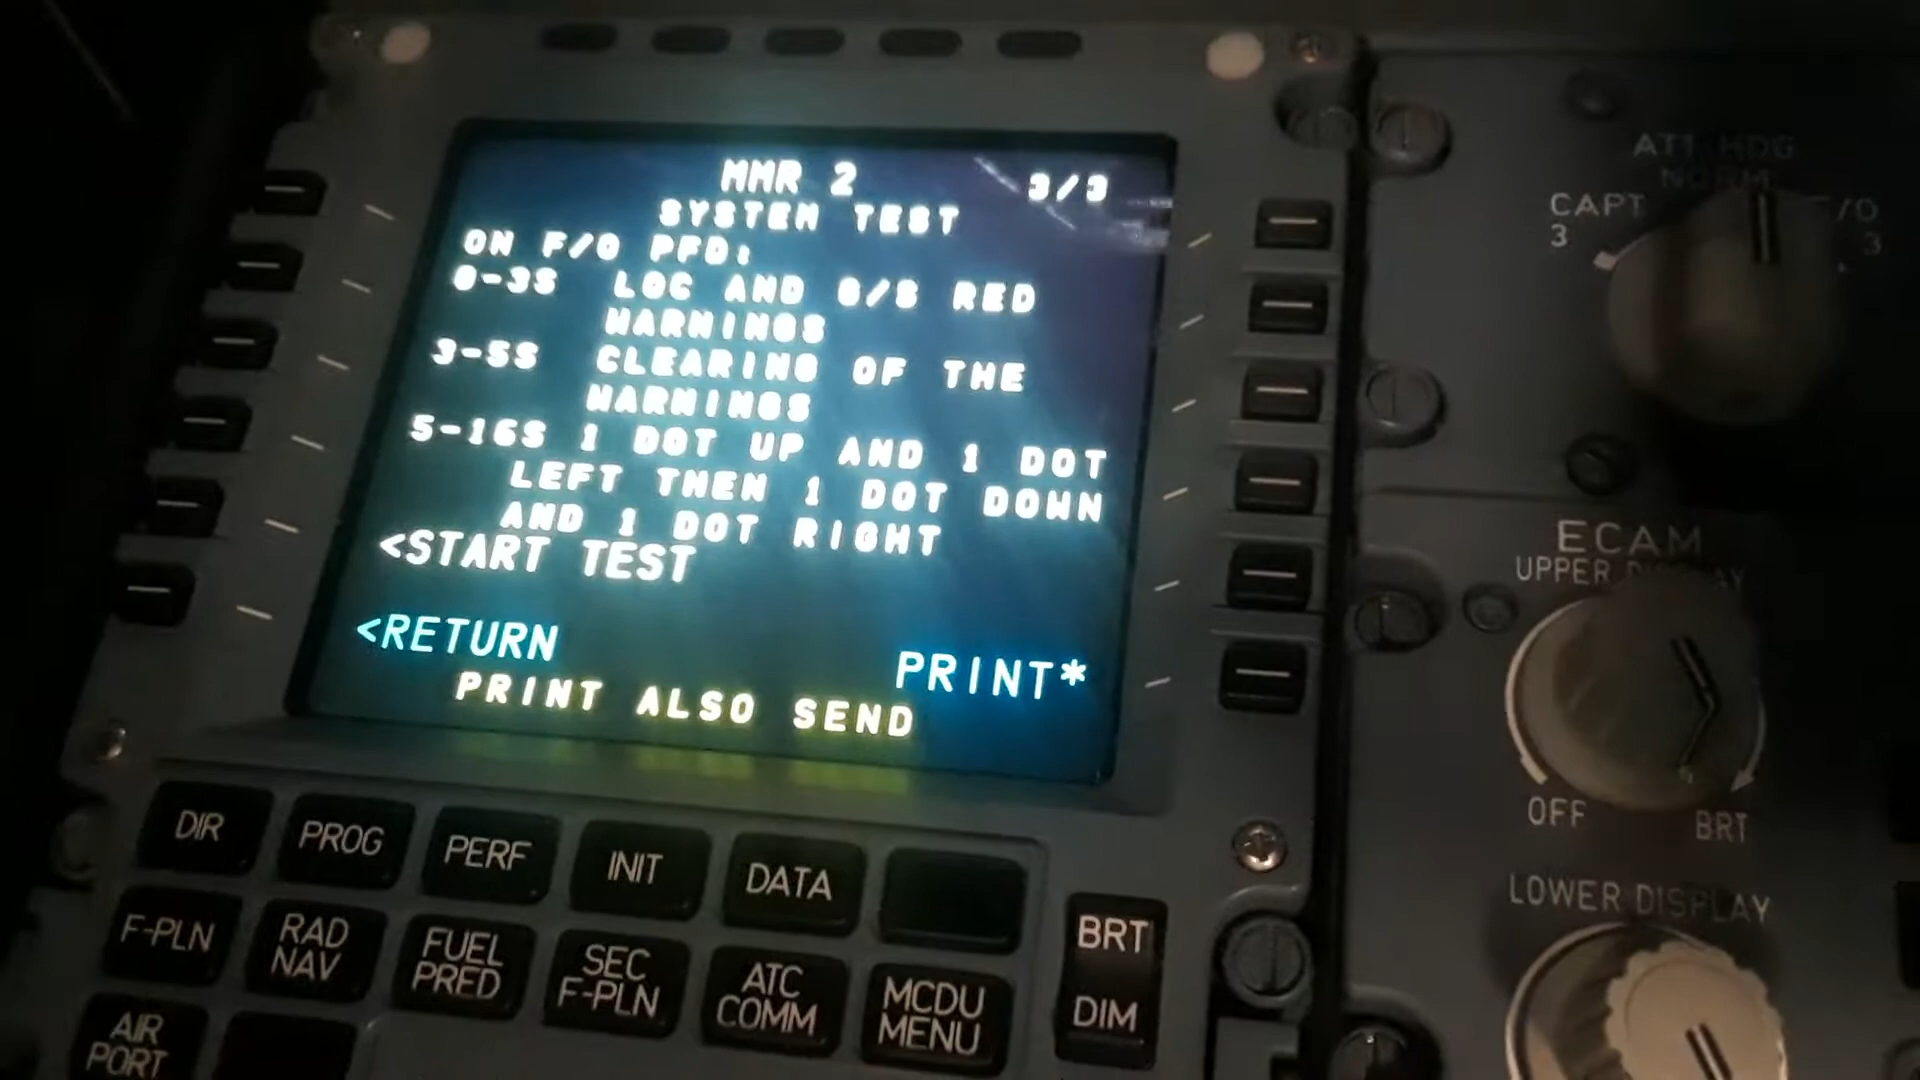 MMR 2 3/3
SYSTEM TEST
ON F/O PFD:
0-3S LOC AND G/S RED
WARNINGS
3-5S CLEARING OF THE
WARNINGS
5-16S 1 DOT UP AND 1 DOT
LEFT THEN 1 DOT DOWN
AND 1 DOT RIGHT
<START TEST
<RETURN
PRINT*
PRINT ALSO SEND
DIR PROG PERF INIT DATA
F-PLN
RAD
NAV
FUEL
PRED
SEC
F-PLN
ATC
COMM
MCDU
MENU
BRT
DIM
AIR
PORT
ATT HDG
NORM
CAPT
3
F/O
3
ECAM
UPPER DISPLAY
OFF BRT
LOWER DISPLAY